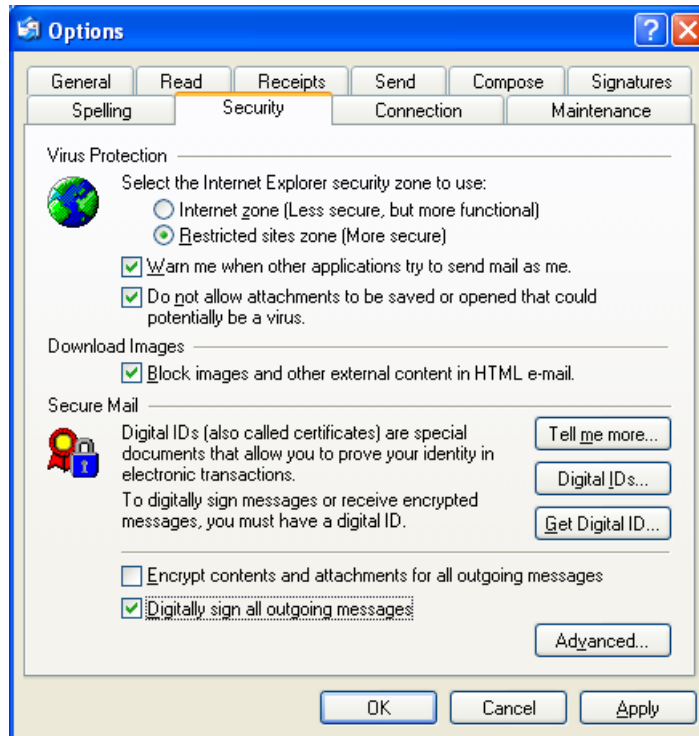 Options
General Read Receipts Send Compose Signatures
Spelling Security Connection Maintenance
Virus Protection
Select the Internet Explorer security zone to use:
Internet zone (Less secure, but more functional)
Restricted sites zone (More secure)
Warn me when other applications try to send mail as me.
Do not allow attachments to be saved or opened that could
potentially be a virus.
Download Images
Block images and other external content in HTML e-mail.
Secure Mail
Digital IDs (also called certificates) are special
documents that allow you to prove your identity in
electronic transactions.
Tell me more...
Digital IDs...
To digitally sign messages or receive encrypted
messages, you must have a digital ID.
Get Digital ID...
Encrypt contents and attachments for all outgoing messages
Digitally sign all outgoing messages
Advanced...
OK Cancel Apply